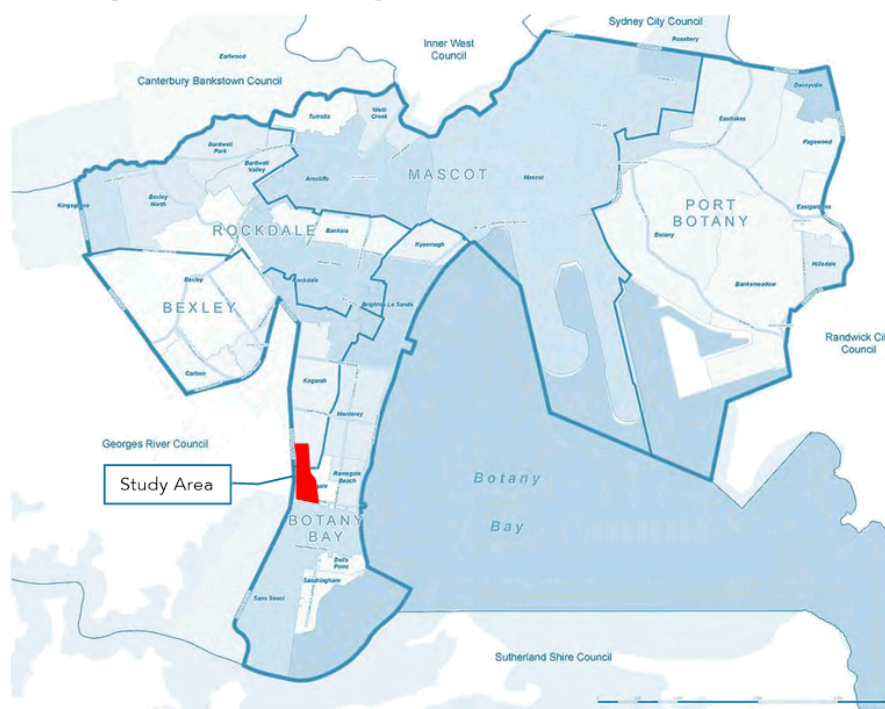 Sydney City Council
Rosebery
Inner West
Council
Earlwood
Canterbury Bankstown Council
Daceyville
Turrella
Wolli
Creek
Eastlakes
Pagewood
Bardwell
Park
Bardwell
Valley
Arncliffe
MASCOT
Mascot
Kingsgrove
Bexley
North
PORT
BOTANY
Eastgardens
ROCKDALE
Banksia
Kyeemagh
Botany
Hillsdale
Bexley
Rockdale
Banksmeadow
BEXLEY
Brighton Le Sands
Randwick Ci
Council
Carlton
Kogarah
Monterey
Georges River Council
Study Area
Ramsgate
Beach
Botany
Bay
BOTANY
BAY
Dolls
Point
Sandringham
Sans Souci
Sutherland Shire Council